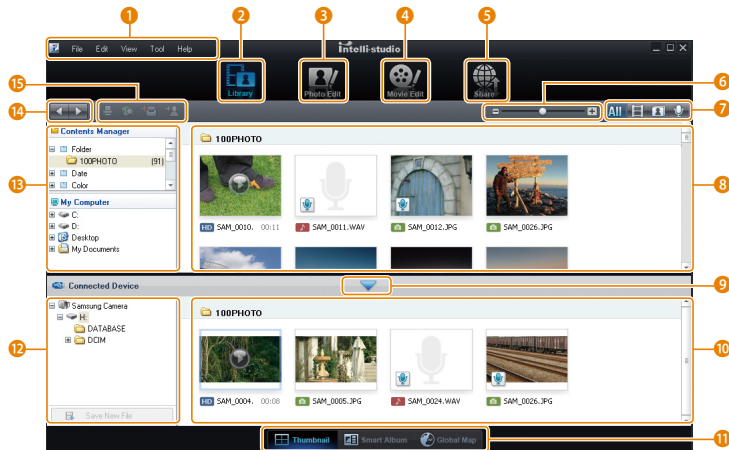 1 2 3 4 5
File Edit View Tool Help
intelli-studio
Library Photo Edit Movie Edit Share
15 6
14 All 7
Contents Manager
Folder
100PHOTO (91)
Date
Color
13
My Computer
C:
D:
Desktop
My Documents
100PHOTO
HD SAM_0010. 00:11 SAM_0011.WAV SAM_0012.JPG SAM_0026.JPG
8
Connected Device 9
Samsung Camera
H:
DATABASE
DCIM
12
Save New File
100PHOTO
HD SAM_0004. 00:08 SAM_0005.JPG SAM_0024.WAV SAM_0026.JPG
10
Thumbnail Smart Album Global Map 11